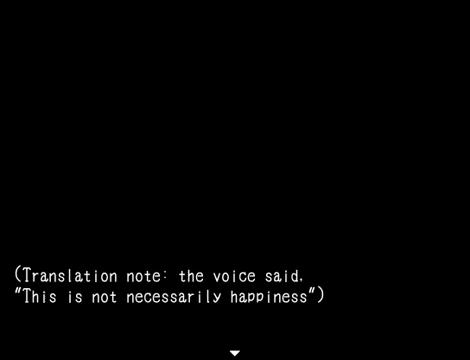 (Translation note: the voice said,
"This is not necessarily happiness")